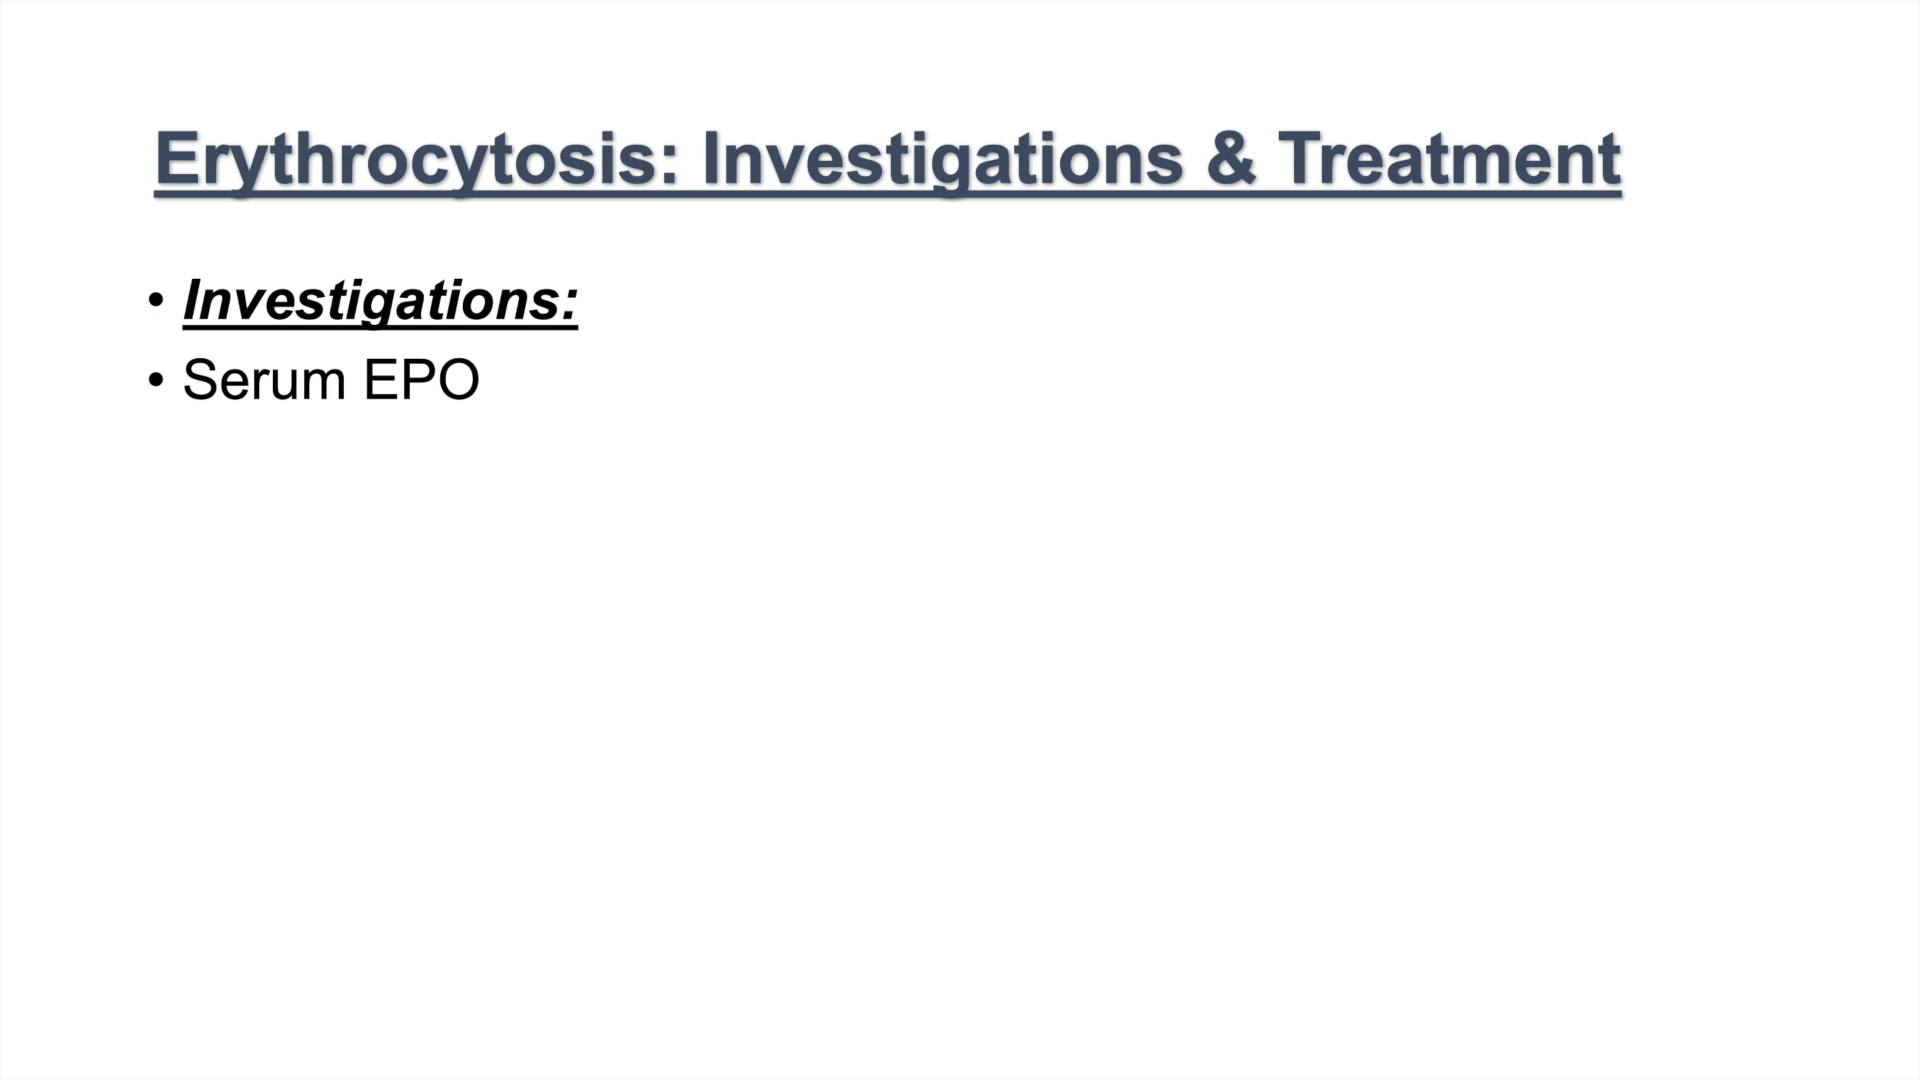 Erythrocytosis: Investigations & Treatment
• Investigations:
• Serum EPO